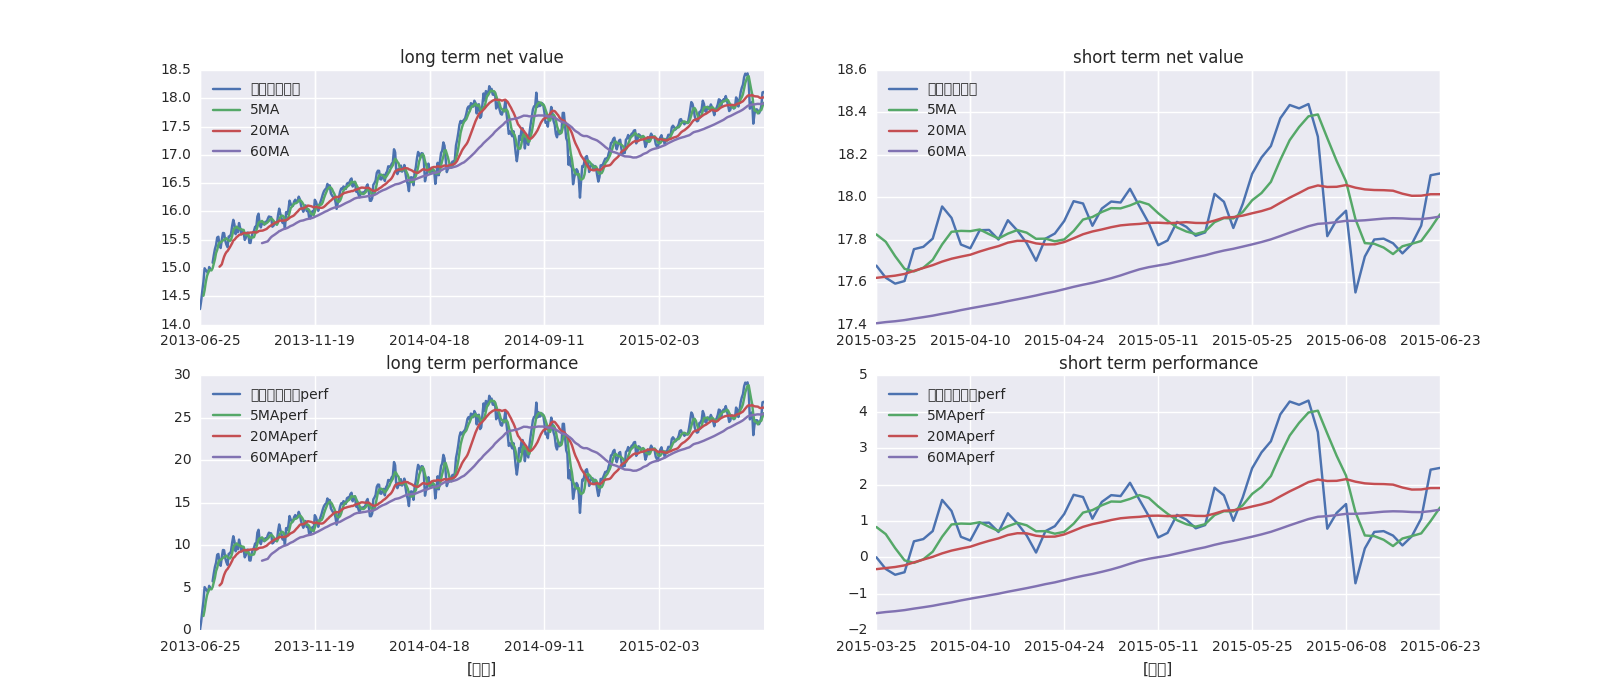 long term net value
18.5
18.0
17.5
17.0
16.5
16.0
15.5
15.0
14.5
14.0
5MA
20MA
60MA
2013-06-25 2013-11-19 2014-04-18 2014-09-11 2015-02-03
short term net value
18.6
18.4
18.2
18.0
17.8
17.6
17.4
5MA
20MA
60MA
2015-03-25 2015-04-10 2015-04-24 2015-05-11 2015-05-25 2015-06-08 2015-06-23
long term performance
30
25
20
15
10
5
0
perf
5MAperf
20MAperf
60MAperf
2013-06-25 2013-11-19 2014-04-18 2014-09-11 2015-02-03
short term performance
5
4
3
2
1
0
−1
−2
perf
5MAperf
20MAperf
60MAperf
2015-03-25 2015-04-10 2015-04-24 2015-05-11 2015-05-25 2015-06-08 2015-06-23